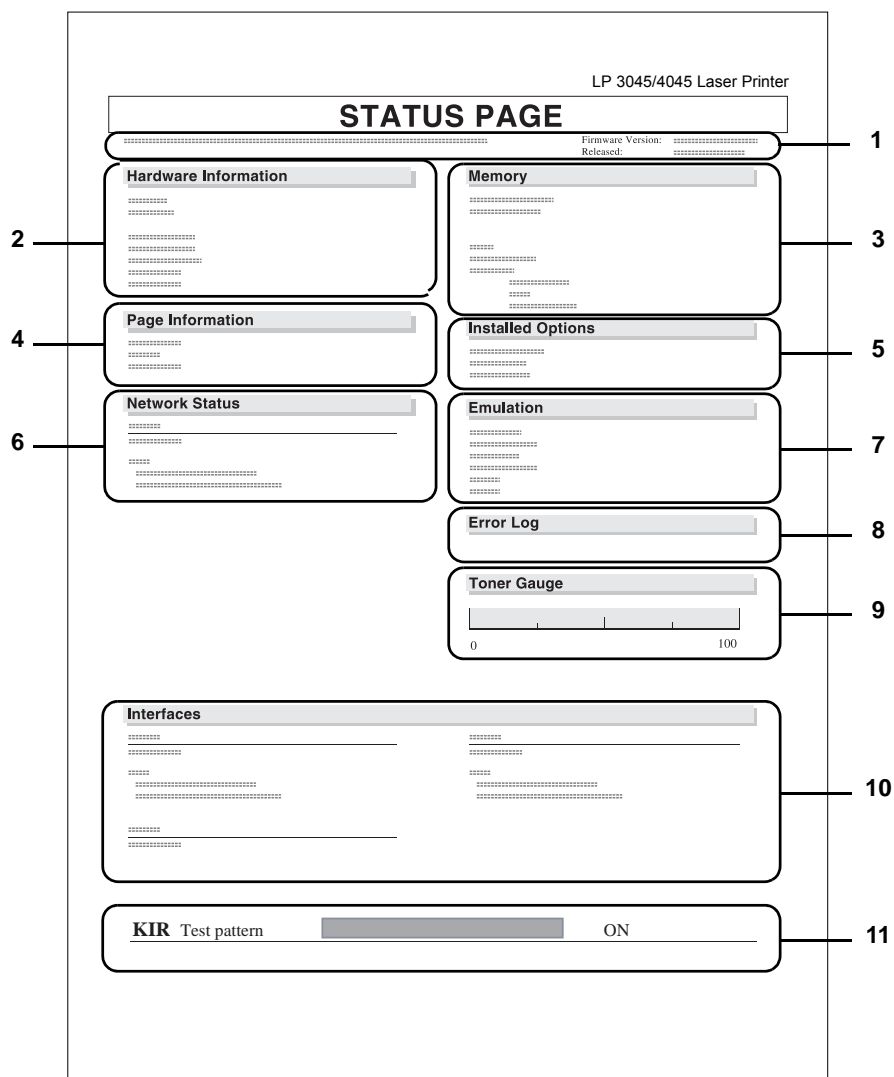 LP 3045/4045 Laser Printer
STATUS PAGE
1
Firmware Version:
Released:
Hardware Information
2
Memory
3
Page Information
4
Installed Options
5
Network Status
6
Emulation
7
Error Log
8
Toner Gauge
9
0 100
Interfaces
10
KIR Test pattern ON
11